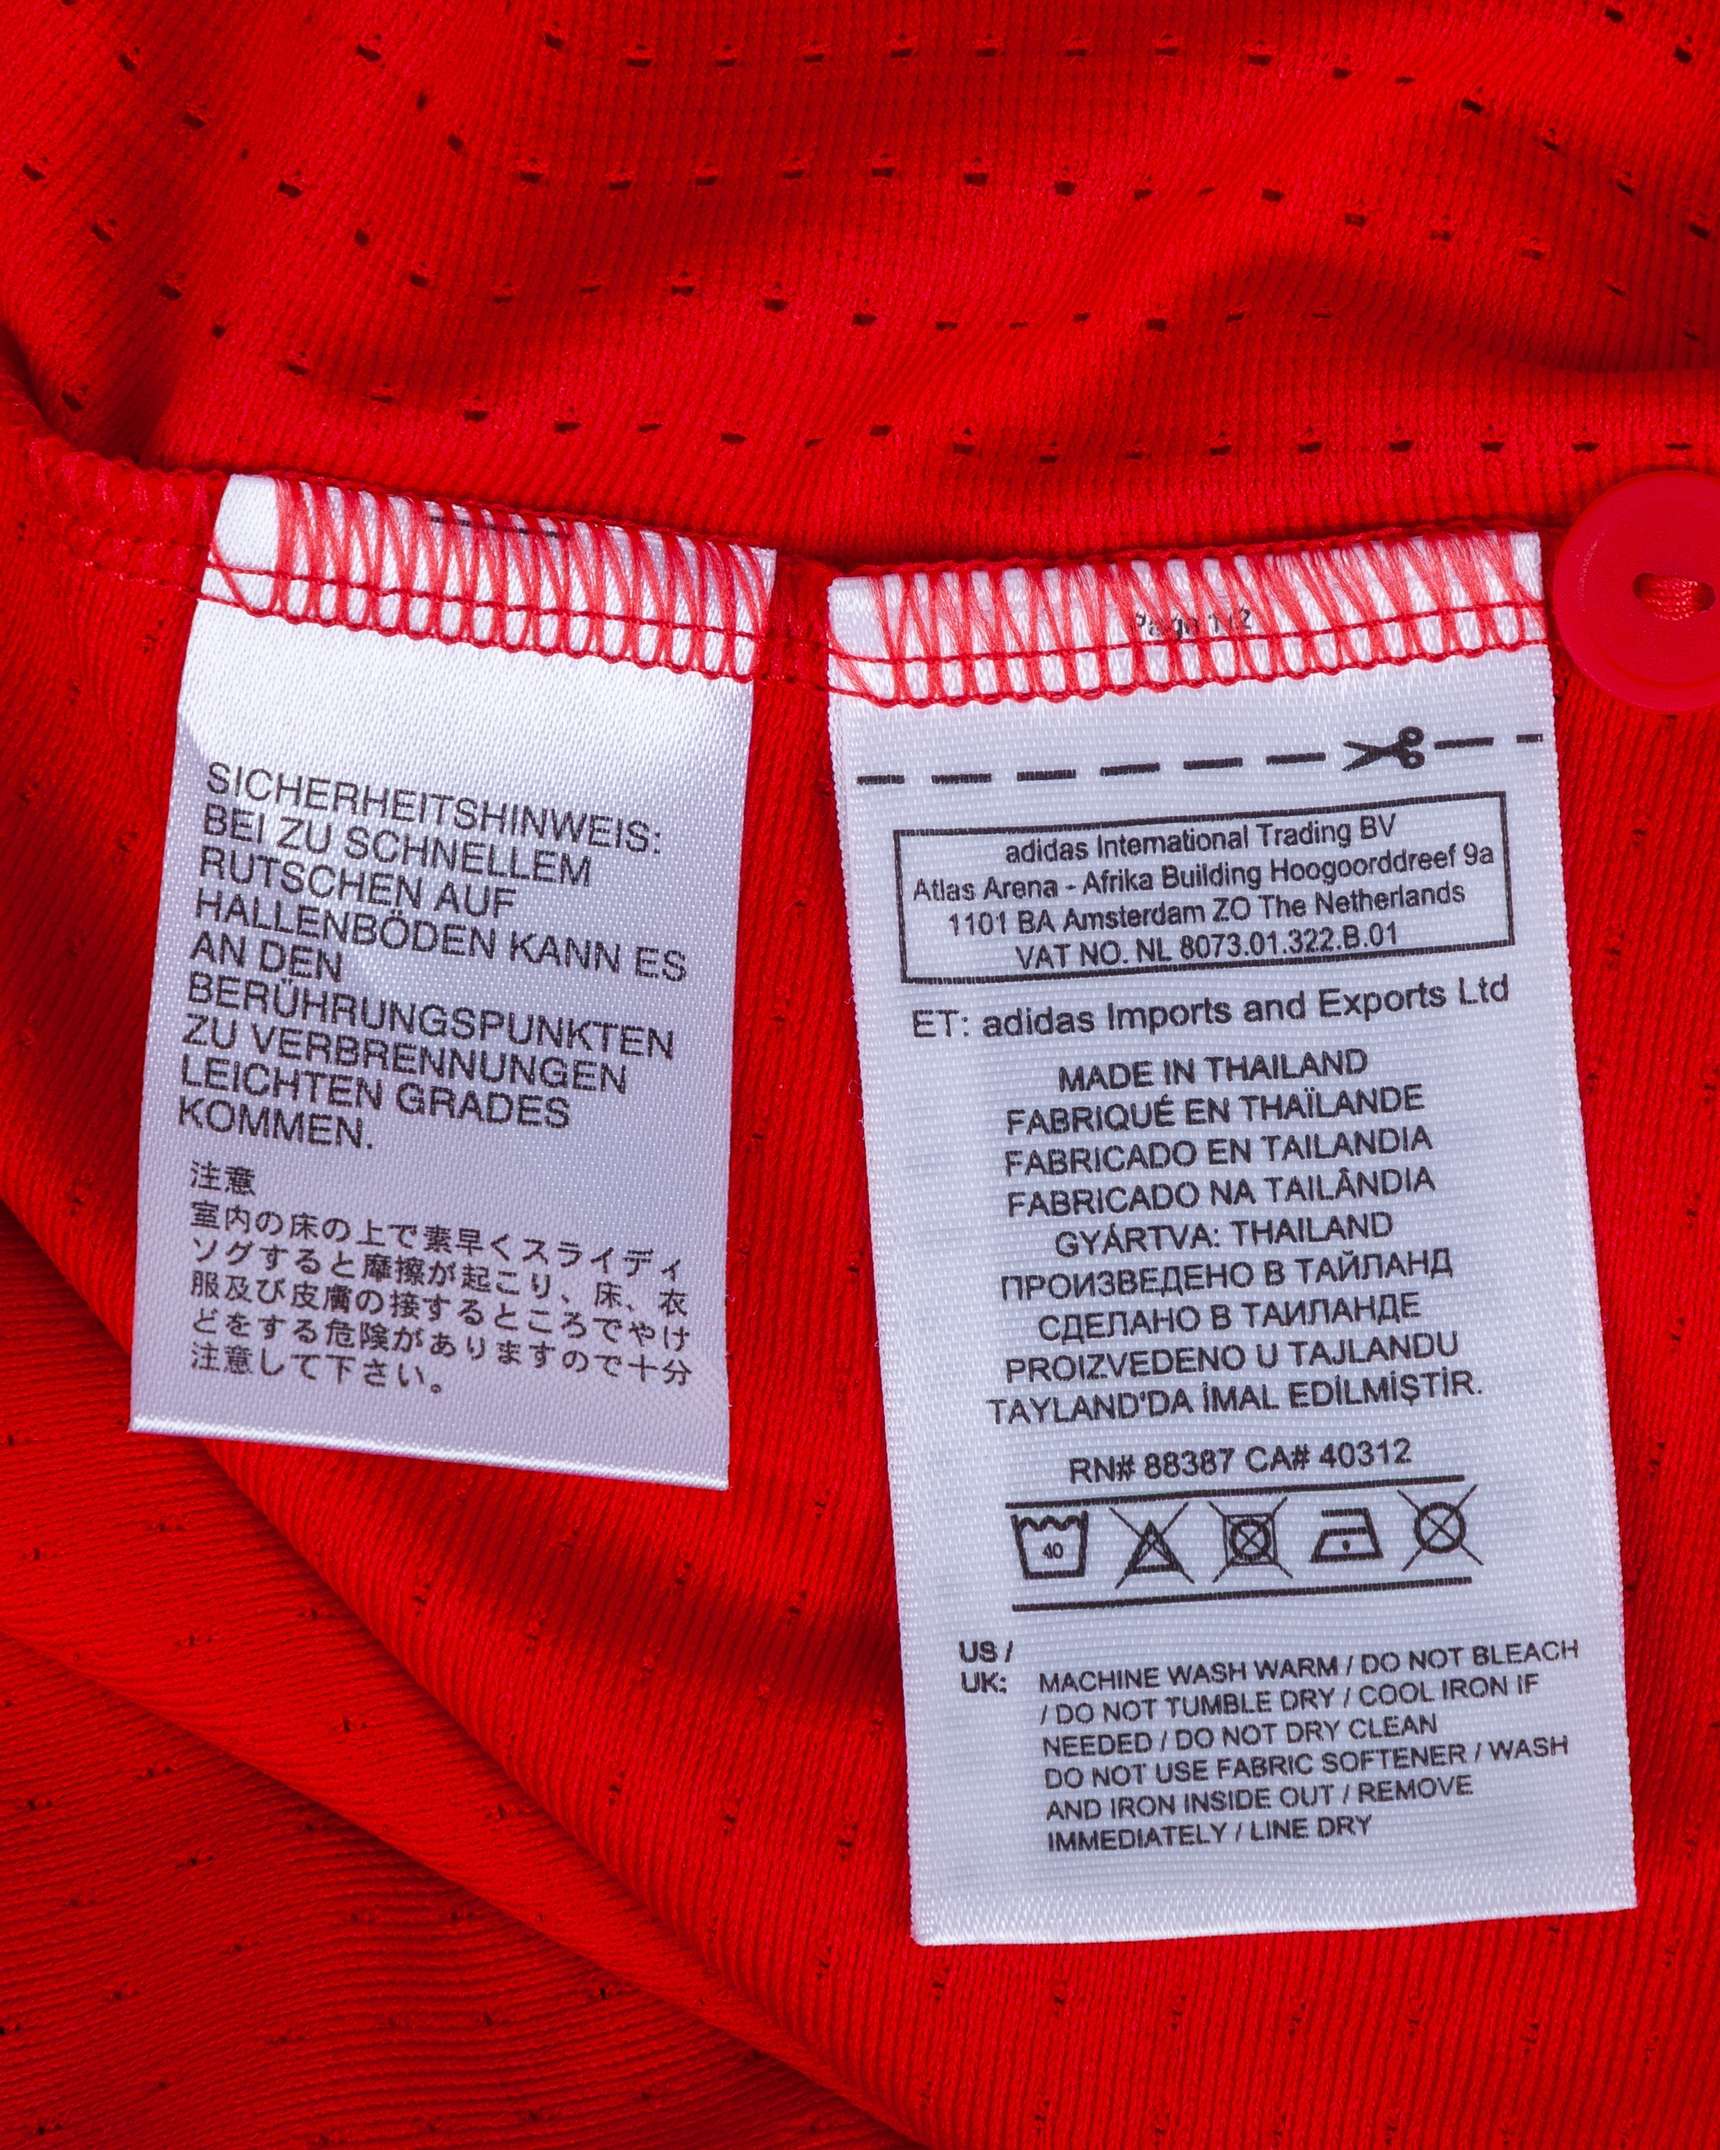 SICHERHEITSHINWEIS:
BEI ZU SCHNELLEM
RUTSCHEN AUF
HALLENBÖDEN KANN ES
AN DEN
BERÜHRUNGSPUNKTEN
ZU VERBRENNUNGEN
LEICHTEN GRADES
KOMMEN.
注意
室内の床の上で素早くスライディ
ソグすると摩擦が起こり、床、衣
服及び皮膚の接するところでやけ
どをする危険がありますので十分
注意して下さい。
adidas International Trading BV
Atlas Arena - Afrika Building Hoogoorddreef 9a
1101 BA Amsterdam ZO The Netherlands
VAT NO. NL 8073.01.322.B.01
ET: adidas Imports and Exports Ltd
MADE IN THAILAND
FABRIQUÉ EN THAÏLANDE
FABRICADO EN TAILANDIA
FABRICADO NA TAILÂNDIA
GYÁRTVA: THAILAND
ПРОИЗВЕДЕНО В ТАЙЛАНД
СДЕЛАНО В ТАИЛАНДЕ
PROIZVEDENO U TAJLANDU
TAYLAND'DA İMAL EDİLMİŞTİR.
RN# 88387 CA# 40312
40
US /
UK: MACHINE WASH WARM / DO NOT BLEACH
/ DO NOT TUMBLE DRY / COOL IRON IF
NEEDED / DO NOT DRY CLEAN
DO NOT USE FABRIC SOFTENER / WASH
AND IRON INSIDE OUT / REMOVE
IMMEDIATELY / LINE DRY